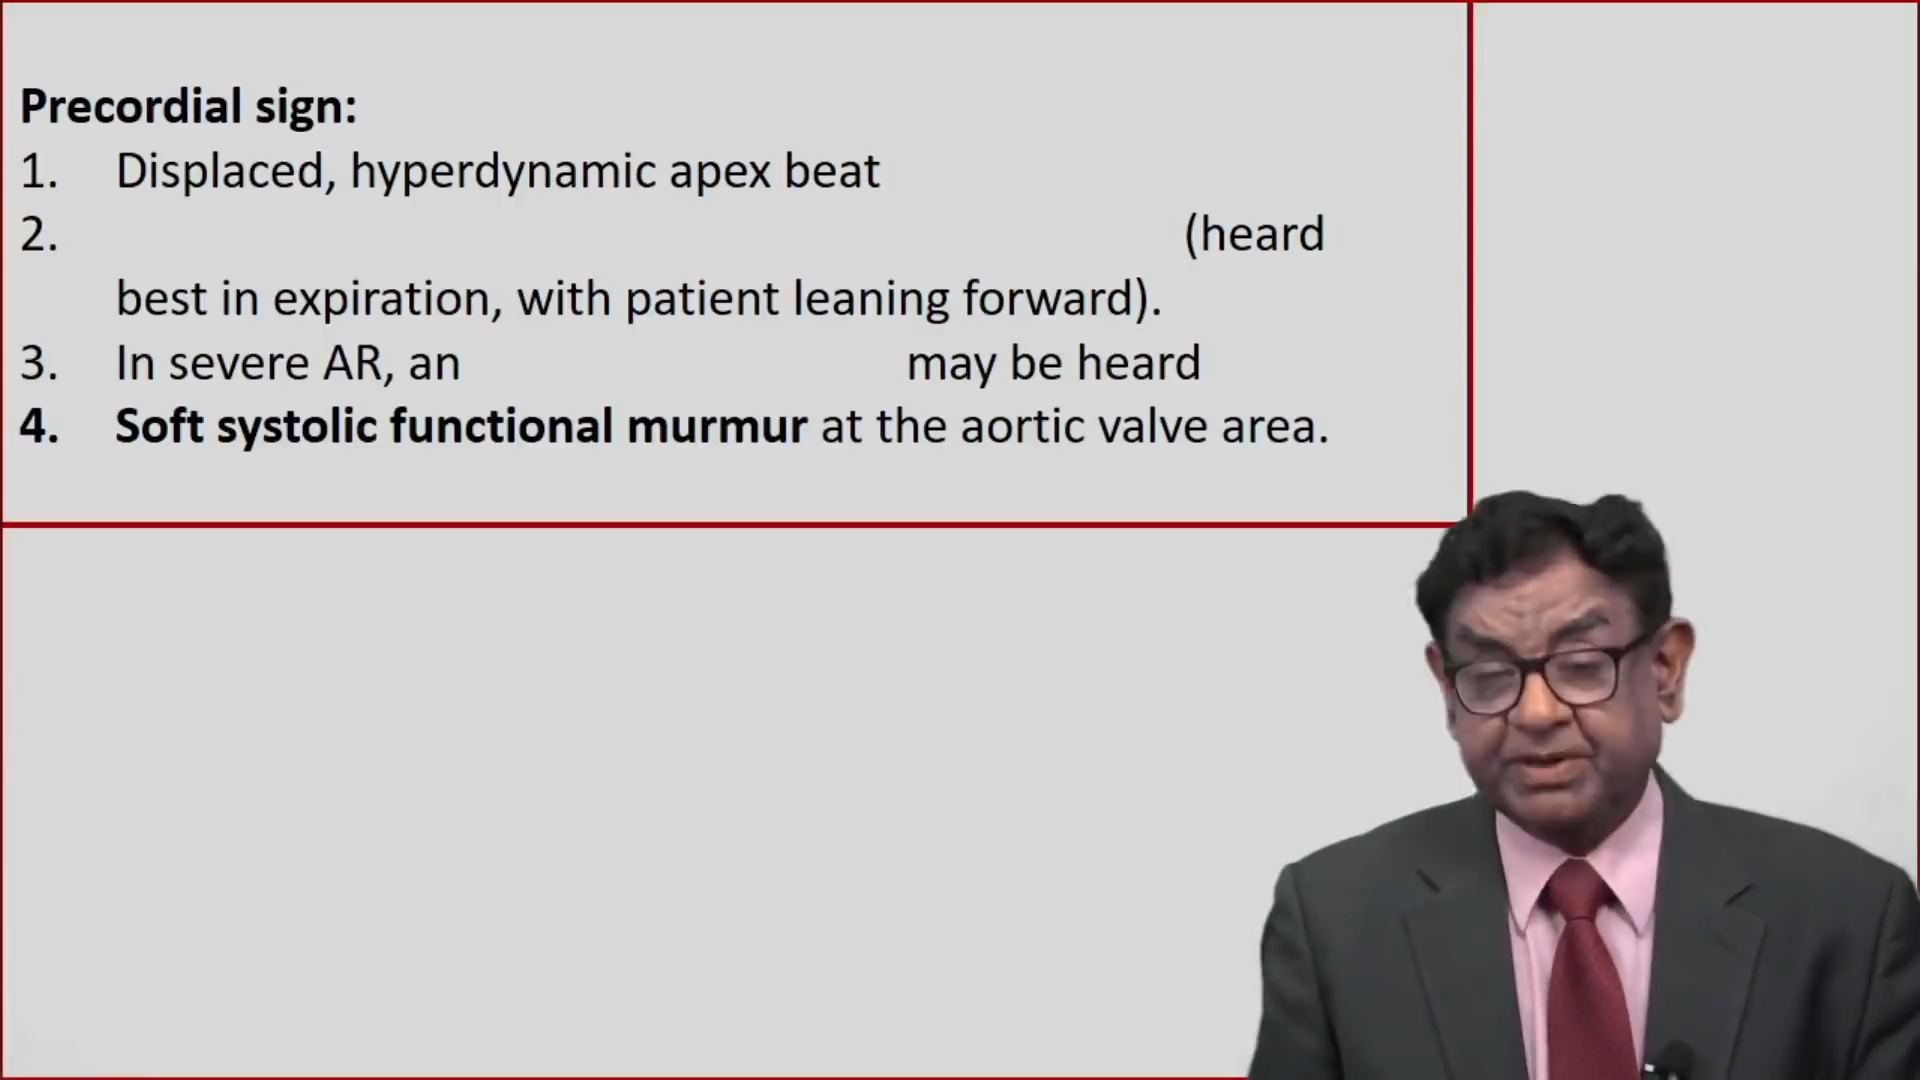 Precordial sign:
1. Displaced, hyperdynamic apex beat
2. (heard
best in expiration, with patient leaning forward).
3. In severe AR, an may be heard
4. Soft systolic functional murmur at the aortic valve area.